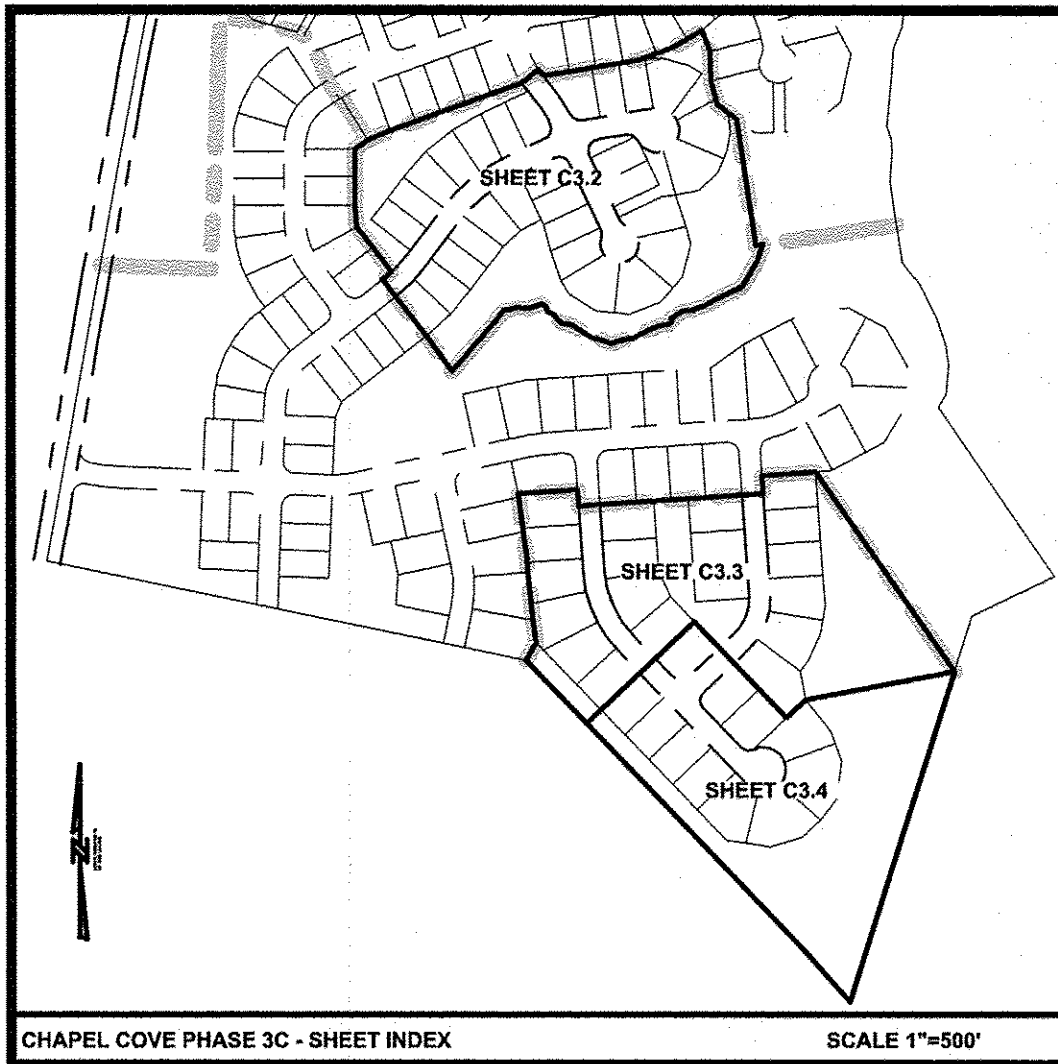 SHEET C3.2
SHEET C3.3
SHEET C3.4
N
CHAPEL COVE PHASE 3C - SHEET INDEX
SCALE 1"=500'